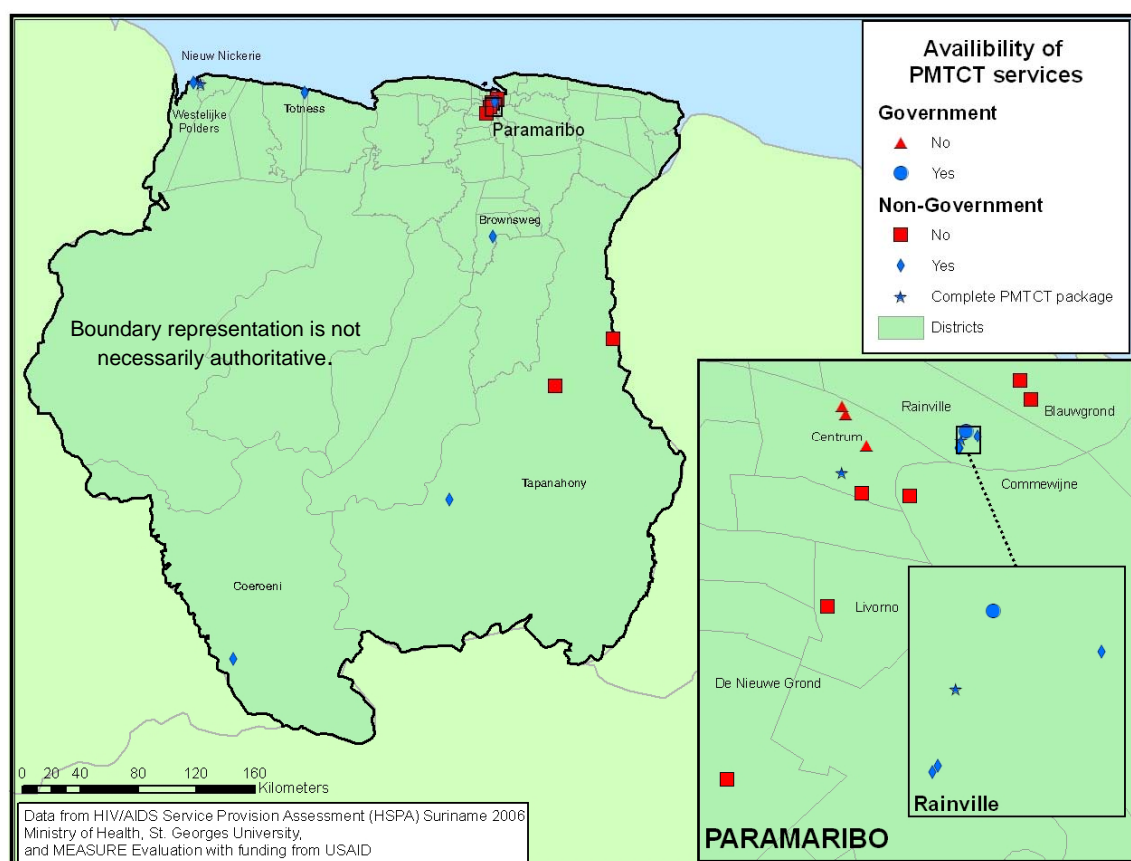 Availibility of
PMTCT services
Government
No
Yes
Non-Government
No
Yes
Complete PMTCT package
Districts
Nieuw Nickerie
Westelijke
Polders
Totness
Paramaribo
Brownsweg
Boundary representation is not
necessarily authoritative.
Tapanahony
Coeroeni
0 20 40 80 120 160
Kilometers
Data from HIV/AIDS Service Provision Assessment (HSPA) Suriname 2006
Ministry of Health, St. Georges University,
and MEASURE Evaluation with funding from USAID
Rainville
Blauwgrond
Centrum
Commewijne
Livorno
De Nieuwe Grond
Rainville
PARAMARIBO